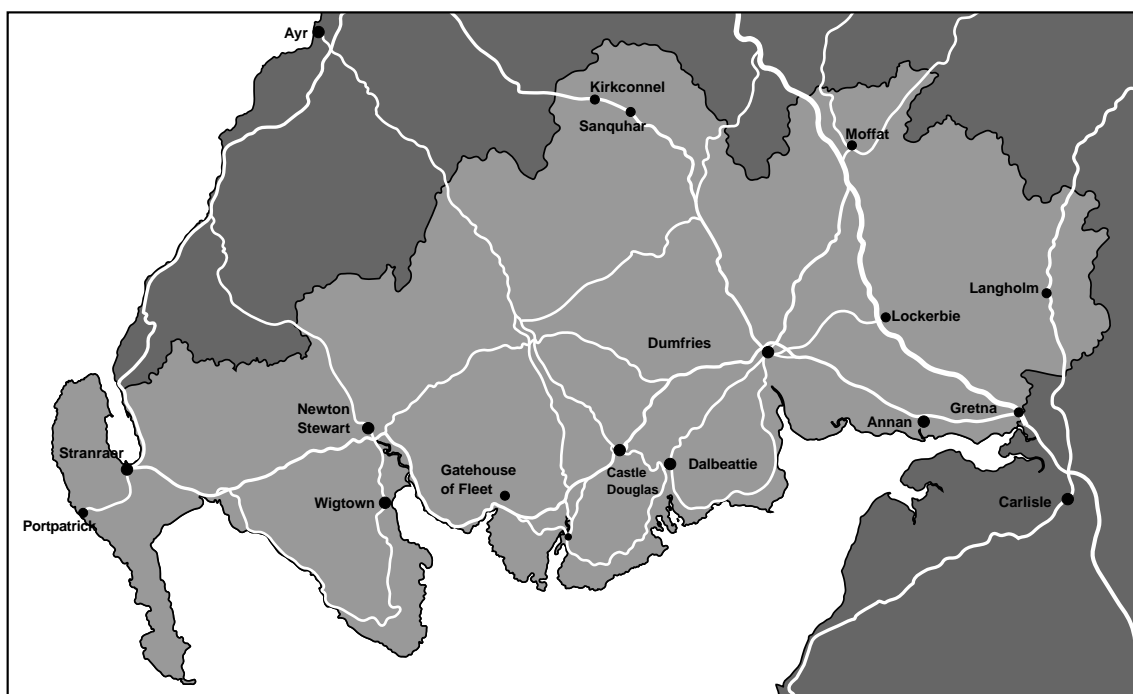 Ayr
Kirkconnel
Sanquhar
Moffat
Langholm
Lockerbie
Dumfries
Newton
Stewart
Gretna
Annan
Stranraer
Gatehouse
of Fleet
Castle
Douglas
Dalbeattie
Wigtown
Carlisle
Portpatrick